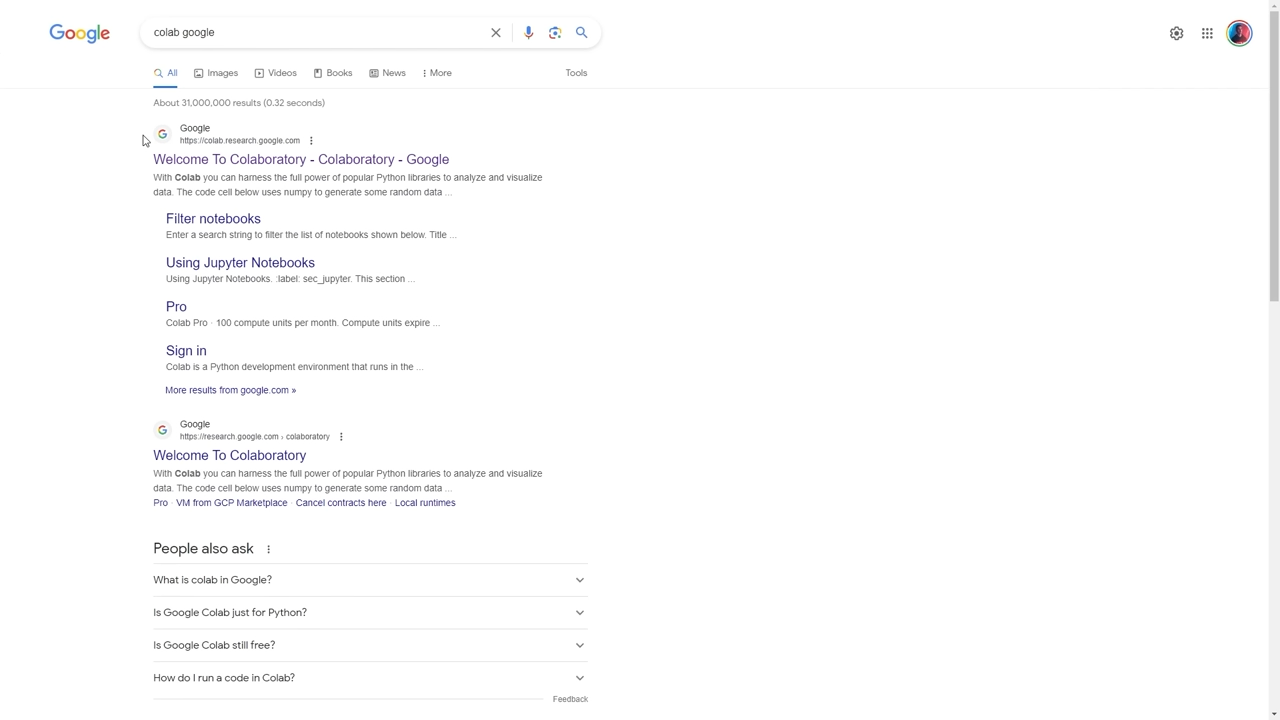 Google
colab google
All Images Videos Books News More Tools
About 31,000,000 results (0.32 seconds)
Google
https://colab.research.google.com
Welcome To Colaboratory - Colaboratory - Google
With Colab you can harness the full power of popular Python libraries to analyze and visualize
data. The code cell below uses numpy to generate some random data ...
Filter notebooks
Enter a search string to filter the list of notebooks shown below. Title ...
Using Jupyter Notebooks
Using Jupyter Notebooks. :label: sec_jupyter. This section ...
Pro
Colab Pro · 100 compute units per month. Compute units expire ...
Sign in
Colab is a Python development environment that runs in the ...
More results from google.com »
Google
https://research.google.com › colaboratory
Welcome To Colaboratory
With Colab you can harness the full power of popular Python libraries to analyze and visualize
data. The code cell below uses numpy to generate some random data ...
Pro · VM from GCP Marketplace · Cancel contracts here · Local runtimes
People also ask
What is colab in Google?
Is Google Colab just for Python?
Is Google Colab still free?
How do I run a code in Colab?
Feedback